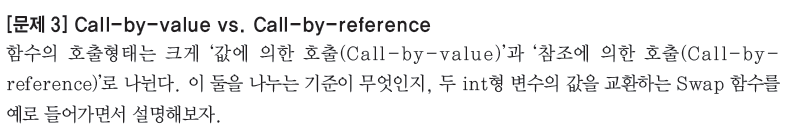 [문제 3] Call-by-value vs. Call-by-reference
함수의 호출형태는 크게 ‘값에 의한 호출(Call-by-value)’과 ‘참조에 의한 호출(Call-by-
reference)’로 나뉜다. 이 둘을 나누는 기준이 무엇인지, 두 int형 변수의 값을 교환하는 Swap 함수를
예로 들어가면서 설명해보자.